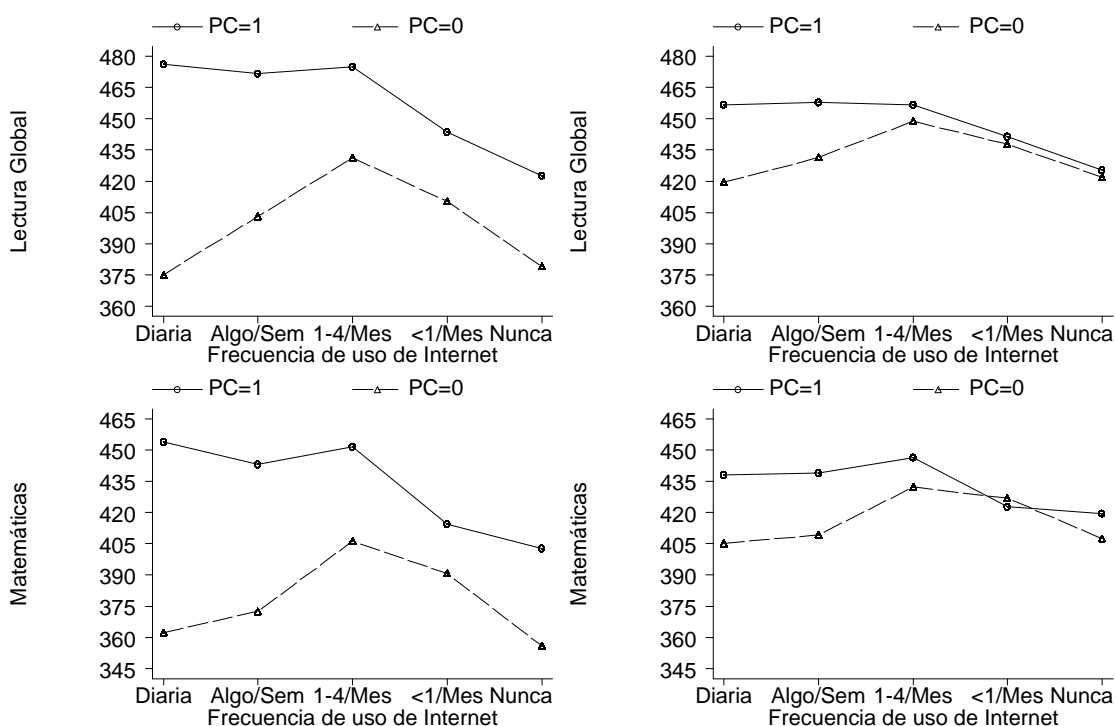 PC=1 PC=0
Lectura Global
480
465
450
435
420
405
390
375
360
Diaria Algo/Sem 1-4/Mes <1/Mes Nunca
Frecuencia de uso de Internet
PC=1 PC=0
Lectura Global
480
465
450
435
420
405
390
375
360
Diaria Algo/Sem 1-4/Mes <1/Mes Nunca
Frecuencia de uso de Internet
PC=1 PC=0
Matemáticas
465
450
435
420
405
390
375
360
345
Diaria Algo/Sem 1-4/Mes <1/Mes Nunca
Frecuencia de uso de Internet
PC=1 PC=0
Matemáticas
465
450
435
420
405
390
375
360
345
Diaria Algo/Sem 1-4/Mes <1/Mes Nunca
Frecuencia de uso de Internet